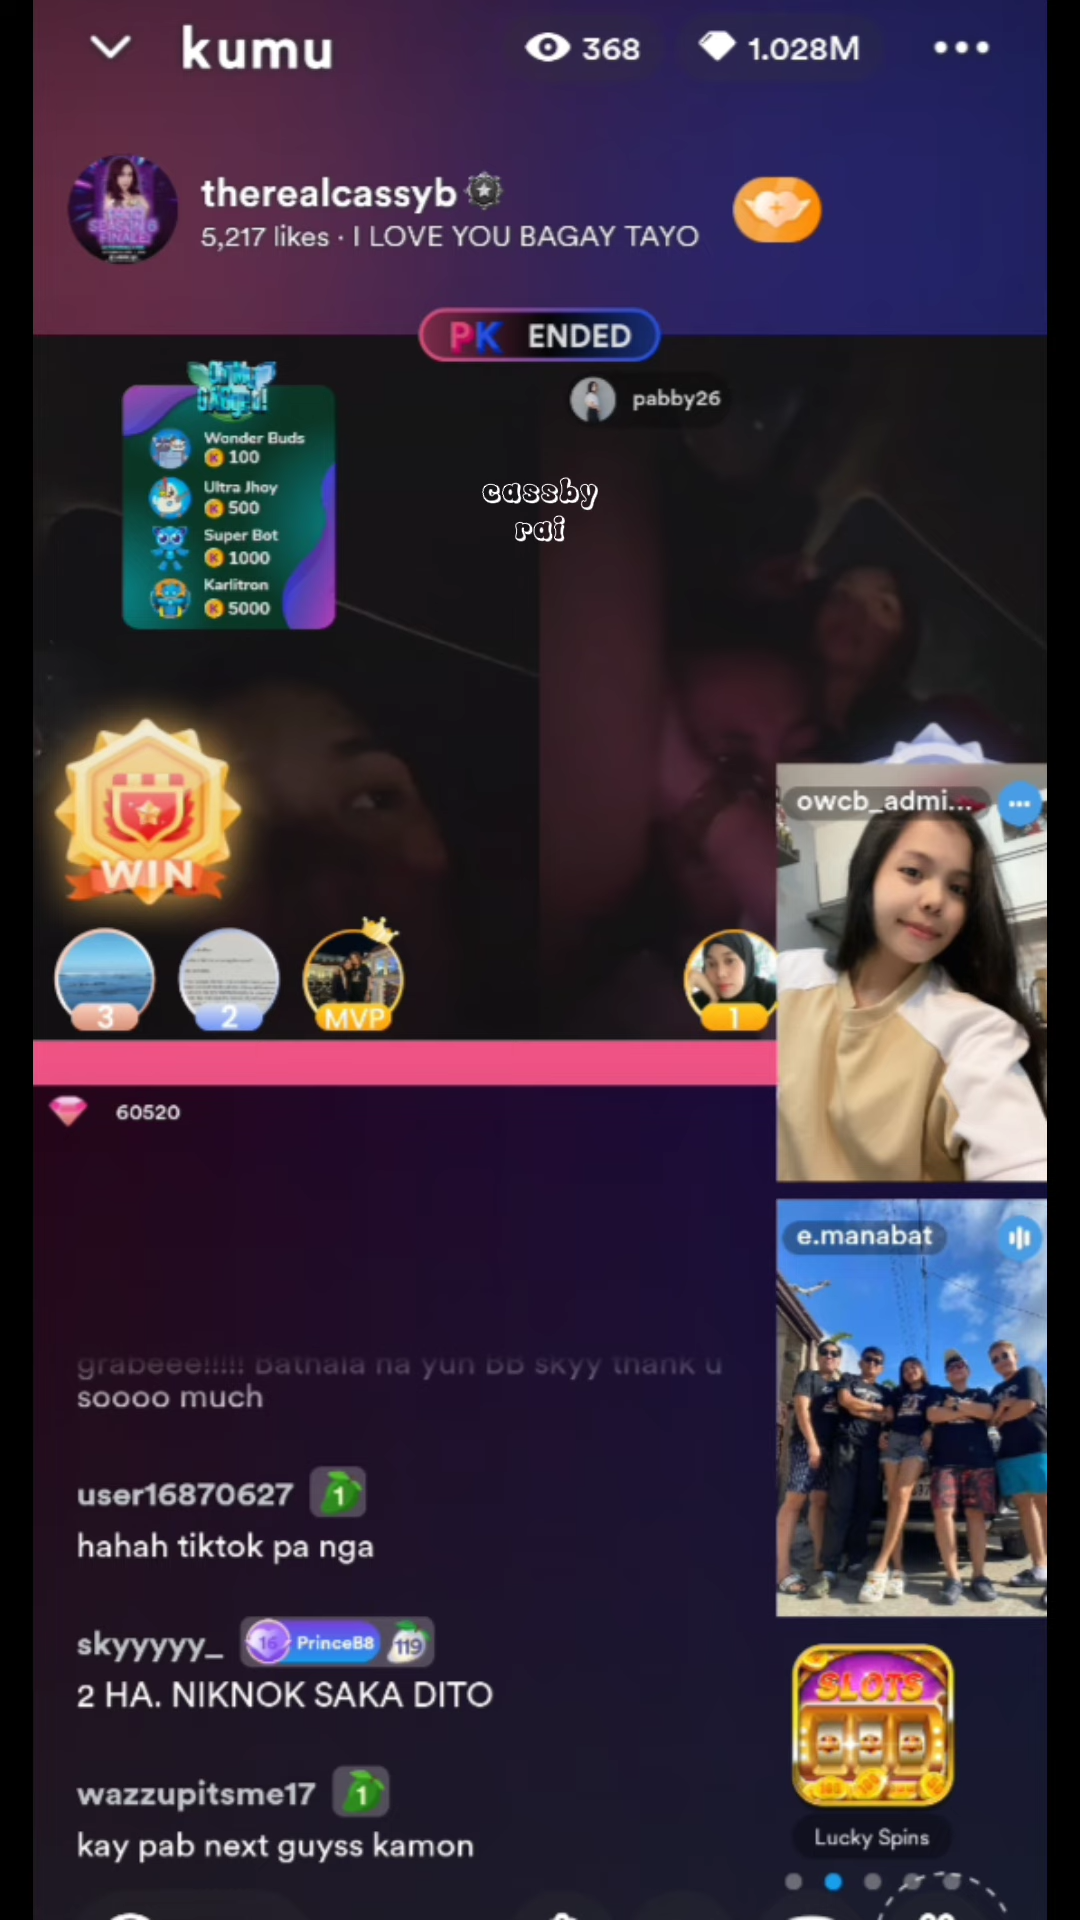 kumu
368
1.028M
therealcassyb
5,217 likes · I LOVE YOU BAGAY TAYO
PK ENDED
pabby26
Wonder Buds
100
Ultra Jhoy
500
Super Bot
1000
Karlitron
5000
cassby
rai
WIN
owcb_admi...
3
2
MVP
1
60520
e.manabat
grabeee!!!!! Bathala na yun BB skyy thank u
soooo much
user16870627 1
hahah tiktok pa nga
skyyyyy_ 16 PrinceB8 119
2 HA. NIKNOK SAKA DITO
SLOTS
wazzupitsme17 1
kay pab next guyss kamon
Lucky Spins